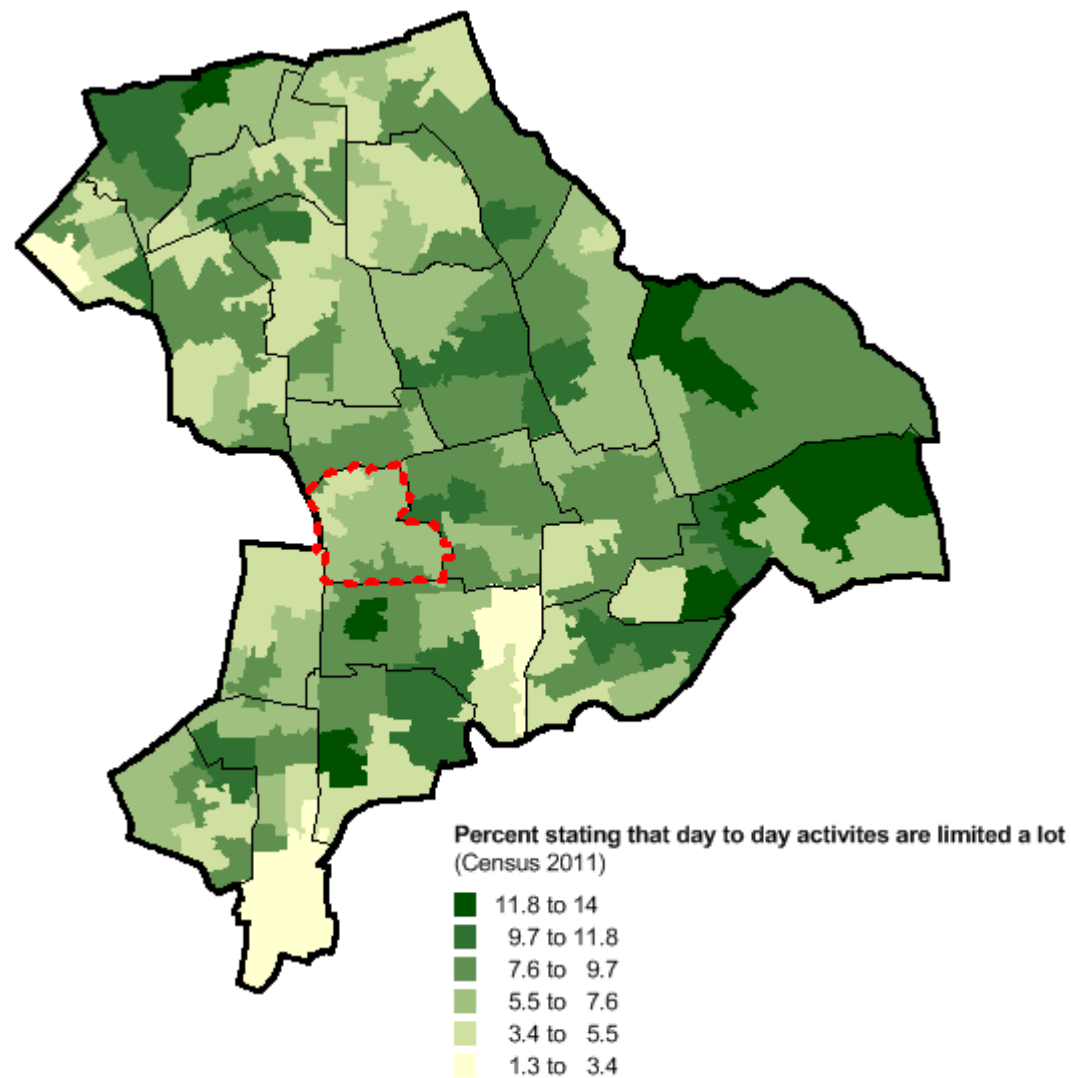 Percent stating that day to day activites are limited a lot
(Census 2011)
11.8 to 14
9.7 to 11.8
7.6 to 9.7
5.5 to 7.6
3.4 to 5.5
1.3 to 3.4